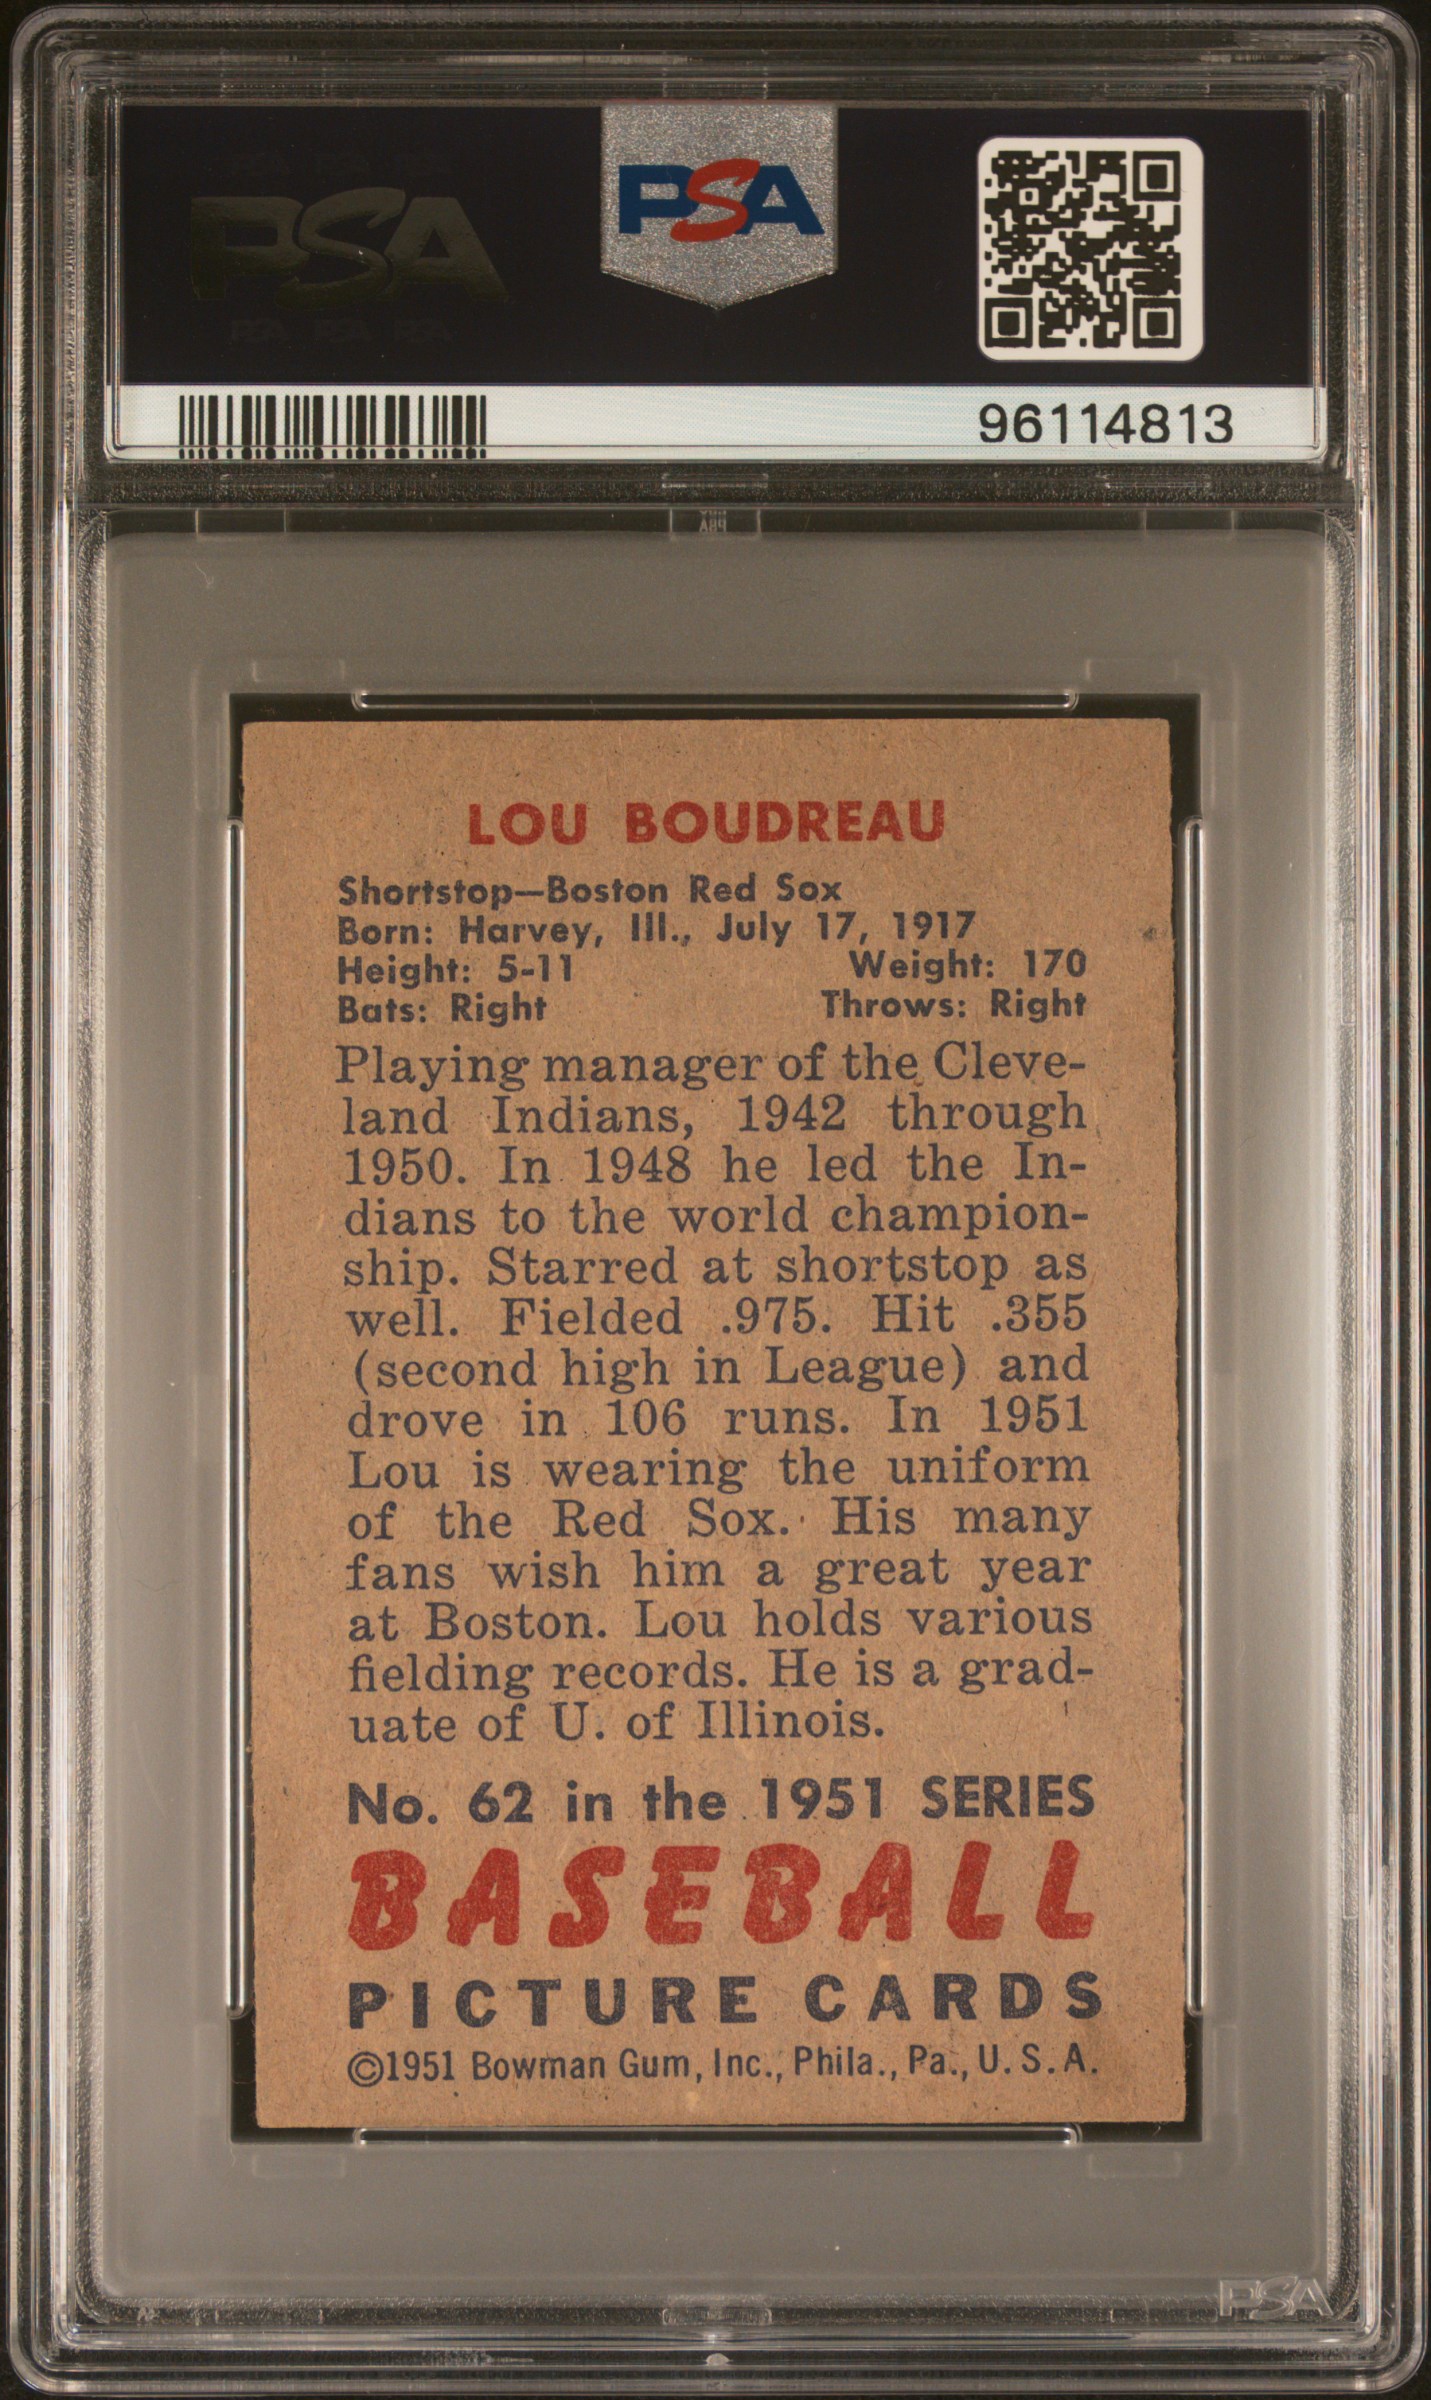 PSA
PSA
96114813
LOU BOUDREAU
Shortstop—Boston Red Sox
Born: Harvey, Ill., July 17, 1917
Height: 5-11 Weight: 170
Bats: Right Throws: Right
Playing manager of the Cleve-
land Indians, 1942 through
1950. In 1948 he led the In-
dians to the world champion-
ship. Starred at shortstop as
well. Fielded .975. Hit .355
(second high in League) and
drove in 106 runs. In 1951
Lou is wearing the uniform
of the Red Sox. His many
fans wish him a great year
at Boston. Lou holds various
fielding records. He is a grad-
uate of U. of Illinois.
No. 62 in the 1951 SERIES
BASEBALL
PICTURE CARDS
©1951 Bowman Gum, Inc., Phila., Pa., U.S.A.
PSA